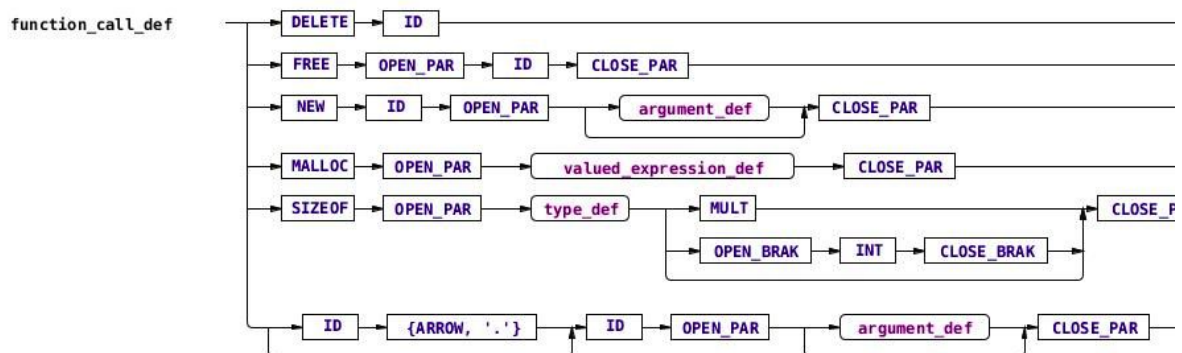 function_call_def DELETE ID
FREE OPEN_PAR ID CLOSE_PAR
NEW ID OPEN_PAR argument_def CLOSE_PAR
MALLOC OPEN_PAR valued_expression_def CLOSE_PAR
SIZEOF OPEN_PAR type_def MULT CLOSE_P
OPEN_BRAK INT CLOSE_BRAK
ID {ARROW, '.'} ID OPEN_PAR argument_def CLOSE_PAR